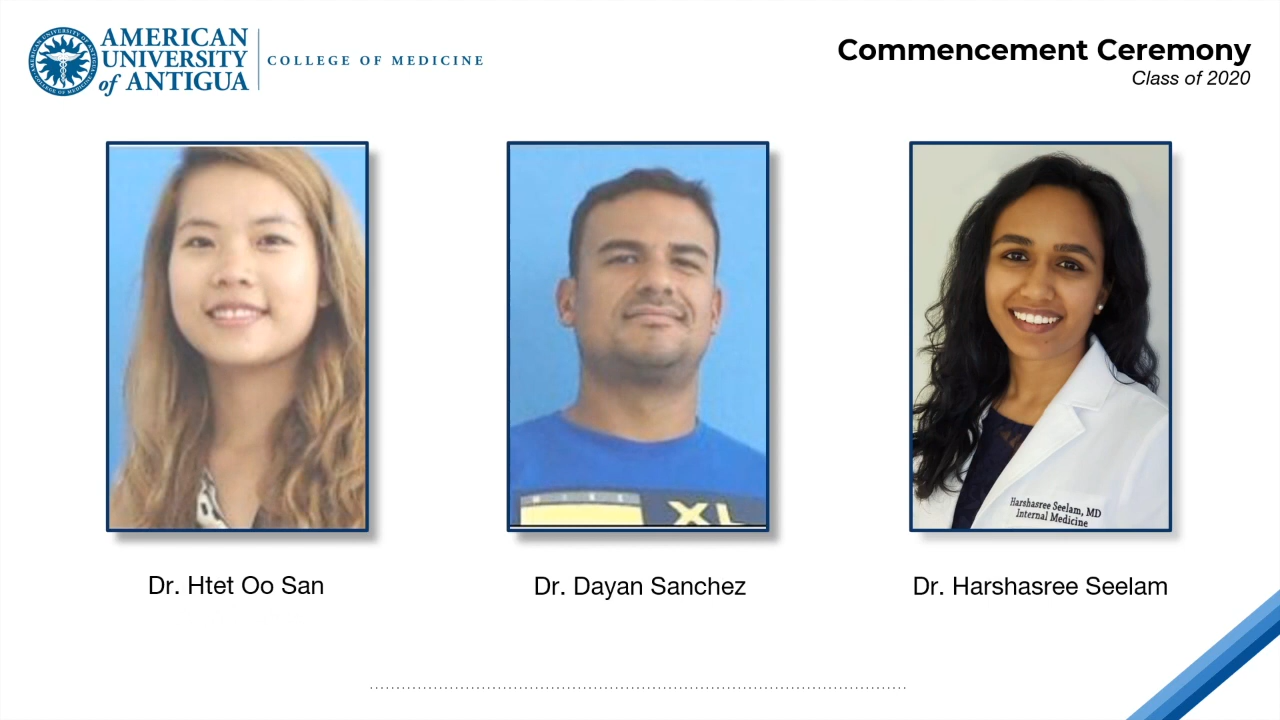 AMERICAN
UNIVERSITY
of ANTIGUA
COLLEGE OF MEDICINE
Commencement Ceremony
Class of 2020
XL
Harshasree Seelam, MD
Internal Medicine
Dr. Htet Oo San
Dr. Dayan Sanchez
Dr. Harshasree Seelam